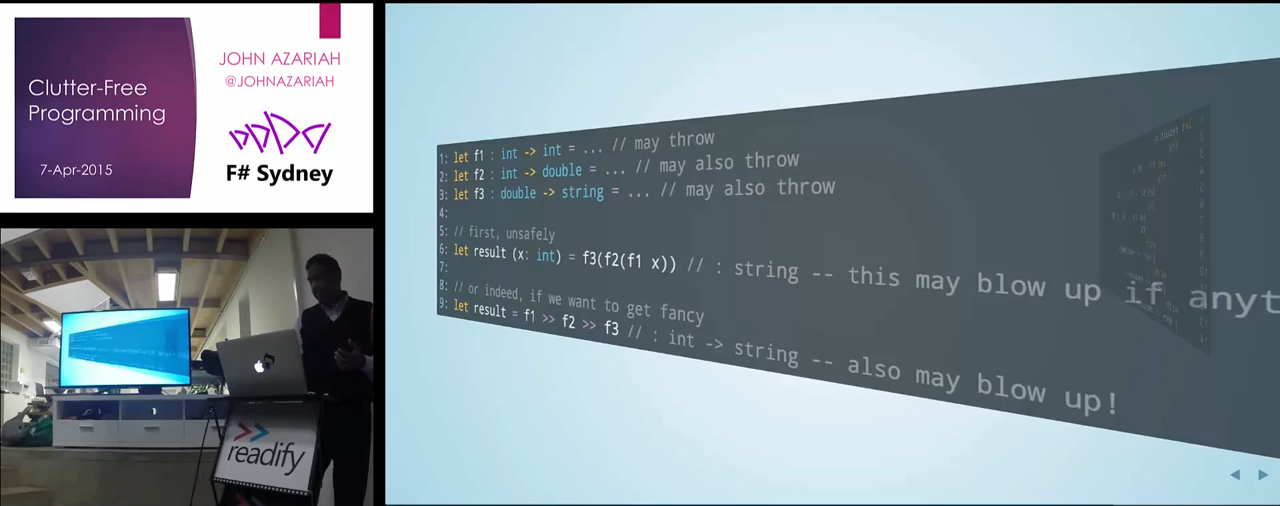 Clutter-Free
Programming
7-Apr-2015
JOHN AZARIAH
@JOHNAZARIAH
F# Sydney
readify
1: let f1 : int -> int = ... // may throw
2: let f2 : int -> double = ... // may also throw
3: let f3 : double -> string = ... // may also throw
4:
5: // first, unsafely
6: let result (x: int) = f3(f2(f1 x)) // : string -- this may blow up if anyt
7:
8: // or indeed, if we want to get fancy
9: let result = f1 >> f2 >> f3 // : int -> string -- also may blow up!